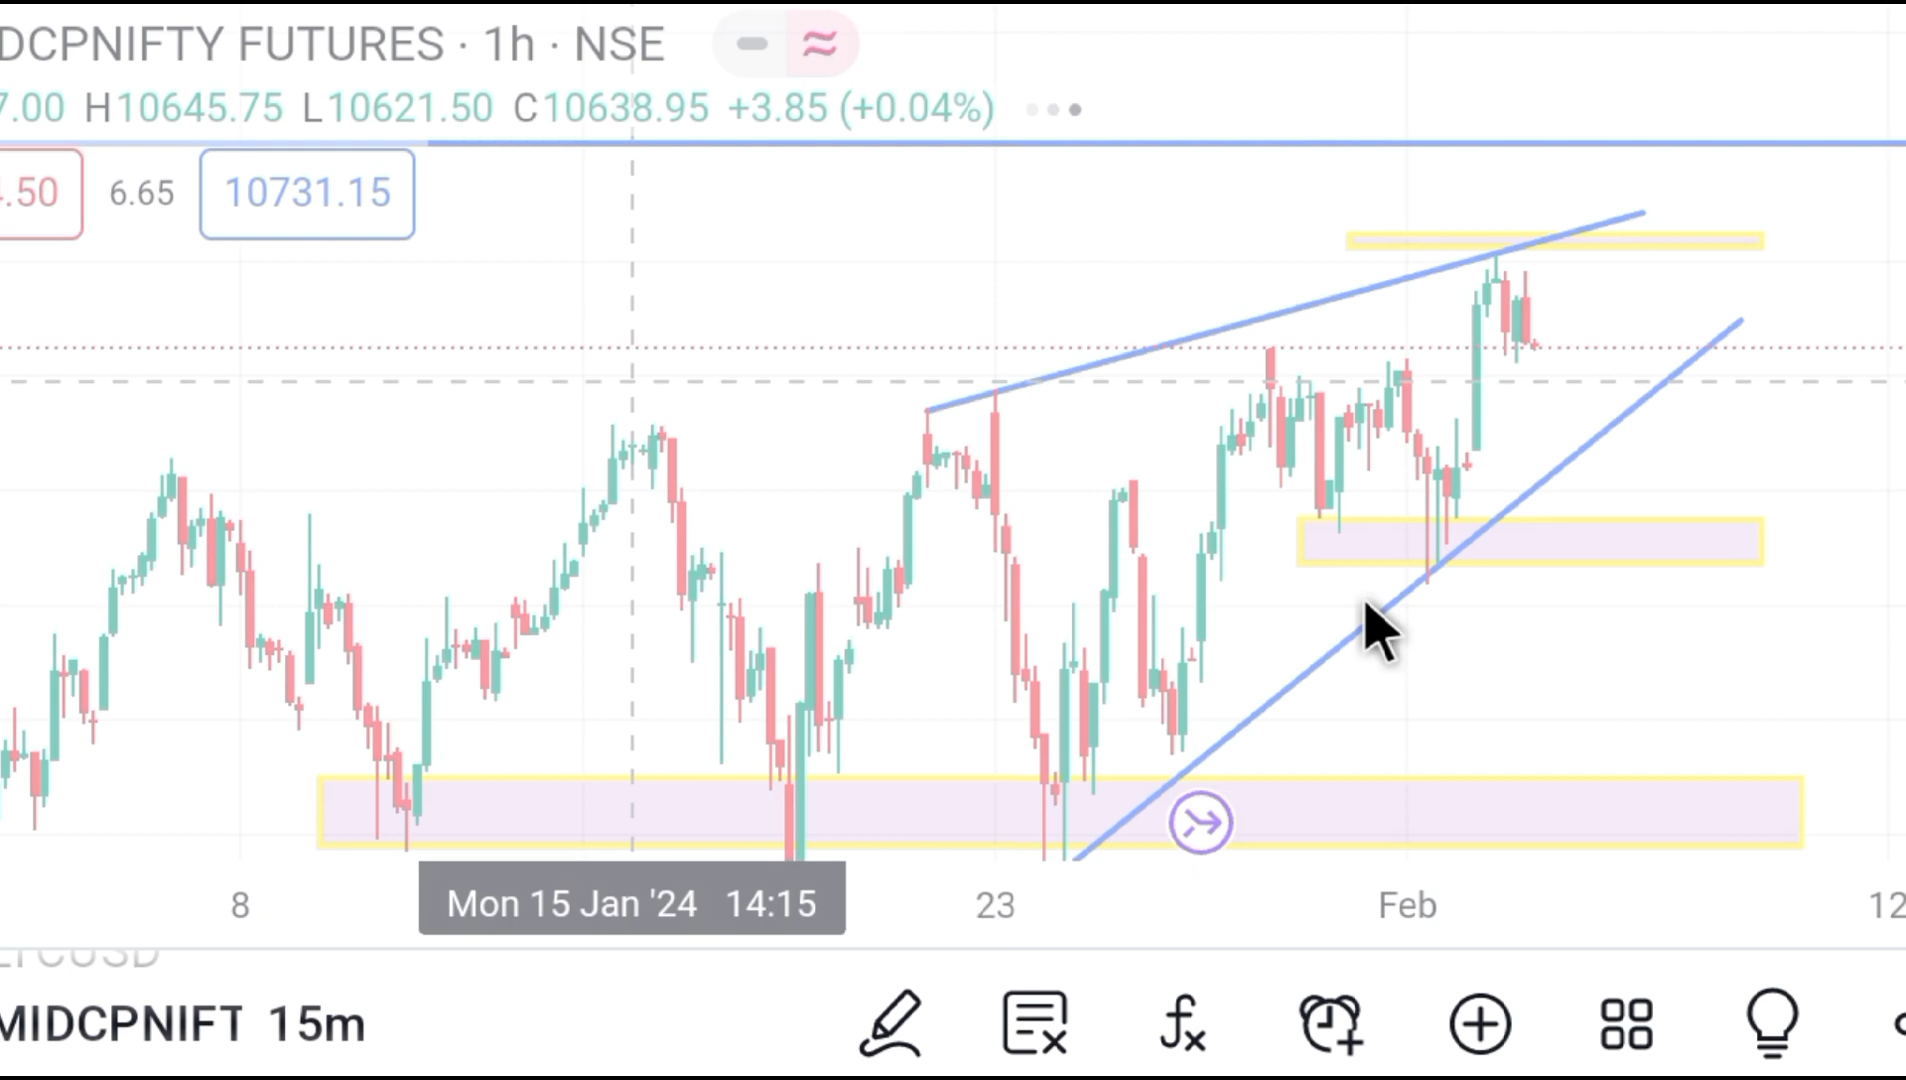 DCPNIFTY FUTURES · 1h · NSE
7.00 H10645.75 L10621.50 C10638.95 +3.85 (+0.04%)
.50 6.65 10731.15
8 Mon 15 Jan '24 14:15 23 Feb 12
MIDCPNIFT 15m